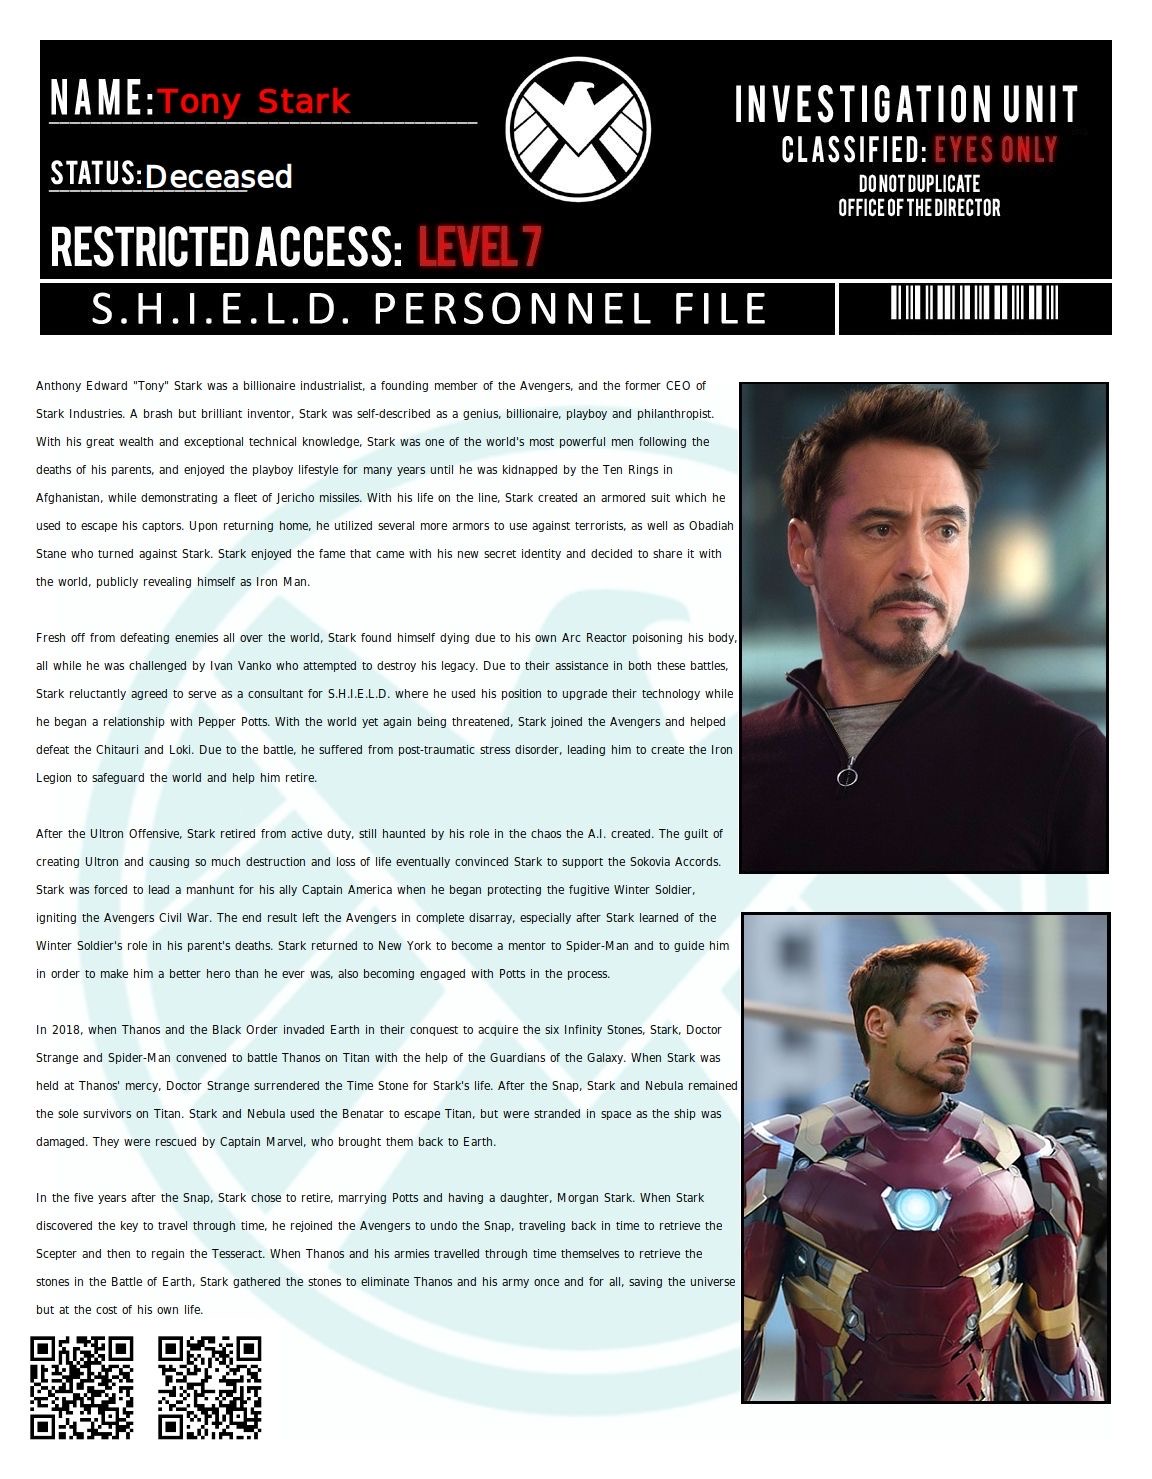 NAME: Tony Stark
STATUS: Deceased
RESTRICTED ACCESS: LEVEL 7
INVESTIGATION UNIT
CLASSIFIED: EYES ONLY
DO NOT DUPLICATE
OFFICE OF THE DIRECTOR
S.H.I.E.L.D. PERSONNEL FILE
Anthony Edward "Tony" Stark was a billionaire industrialist, a founding member of the Avengers, and the former CEO of
Stark Industries. A brash but brilliant inventor, Stark was self-described as a genius, billionaire, playboy and philanthropist.
With his great wealth and exceptional technical knowledge, Stark was one of the world's most powerful men following the
deaths of his parents, and enjoyed the playboy lifestyle for many years until he was kidnapped by the Ten Rings in
Afghanistan, while demonstrating a fleet of Jericho missiles. With his life on the line, Stark created an armored suit which he
used to escape his captors. Upon returning home, he utilized several more armors to use against terrorists, as well as Obadiah
Stane who turned against Stark. Stark enjoyed the fame that came with his new secret identity and decided to share it with
the world, publicly revealing himself as Iron Man.
Fresh off from defeating enemies all over the world, Stark found himself dying due to his own Arc Reactor poisoning his body,
all while he was challenged by Ivan Vanko who attempted to destroy his legacy. Due to their assistance in both these battles,
Stark reluctantly agreed to serve as a consultant for S.H.I.E.L.D. where he used his position to upgrade their technology while
he began a relationship with Pepper Potts. With the world yet again being threatened, Stark joined the Avengers and helped
defeat the Chitauri and Loki. Due to the battle, he suffered from post-traumatic stress disorder, leading him to create the Iron
Legion to safeguard the world and help him retire.
After the Ultron Offensive, Stark retired from active duty, still haunted by his role in the chaos the A.I. created. The guilt of
creating Ultron and causing so much destruction and loss of life eventually convinced Stark to support the Sokovia Accords.
Stark was forced to lead a manhunt for his ally Captain America when he began protecting the fugitive Winter Soldier,
igniting the Avengers Civil War. The end result left the Avengers in complete disarray, especially after Stark learned of the
Winter Soldier's role in his parent's deaths. Stark returned to New York to become a mentor to Spider-Man and to guide him
in order to make him a better hero than he ever was, also becoming engaged with Potts in the process.
In 2018, when Thanos and the Black Order invaded Earth in their conquest to acquire the six Infinity Stones, Stark, Doctor
Strange and Spider-Man convened to battle Thanos on Titan with the help of the Guardians of the Galaxy. When Stark was
held at Thanos' mercy, Doctor Strange surrendered the Time Stone for Stark's life. After the Snap, Stark and Nebula remained
the sole survivors on Titan. Stark and Nebula used the Benatar to escape Titan, but were stranded in space as the ship was
damaged. They were rescued by Captain Marvel, who brought them back to Earth.
In the five years after the Snap, Stark chose to retire, marrying Potts and having a daughter, Morgan Stark. When Stark
discovered the key to travel through time, he rejoined the Avengers to undo the Snap, traveling back in time to retrieve the
Scepter and then to regain the Tesseract. When Thanos and his armies travelled through time themselves to retrieve the
stones in the Battle of Earth, Stark gathered the stones to eliminate Thanos and his army once and for all, saving the universe
but at the cost of his own life.